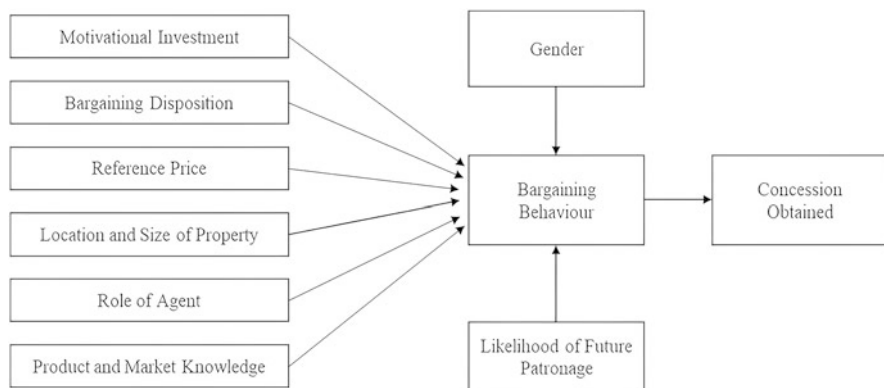 Motivational Investment
Bargaining Disposition
Reference Price
Location and Size of Property
Role of Agent
Product and Market Knowledge
Gender
Bargaining
Behaviour
Likelihood of Future
Patronage
Concession
Obtained